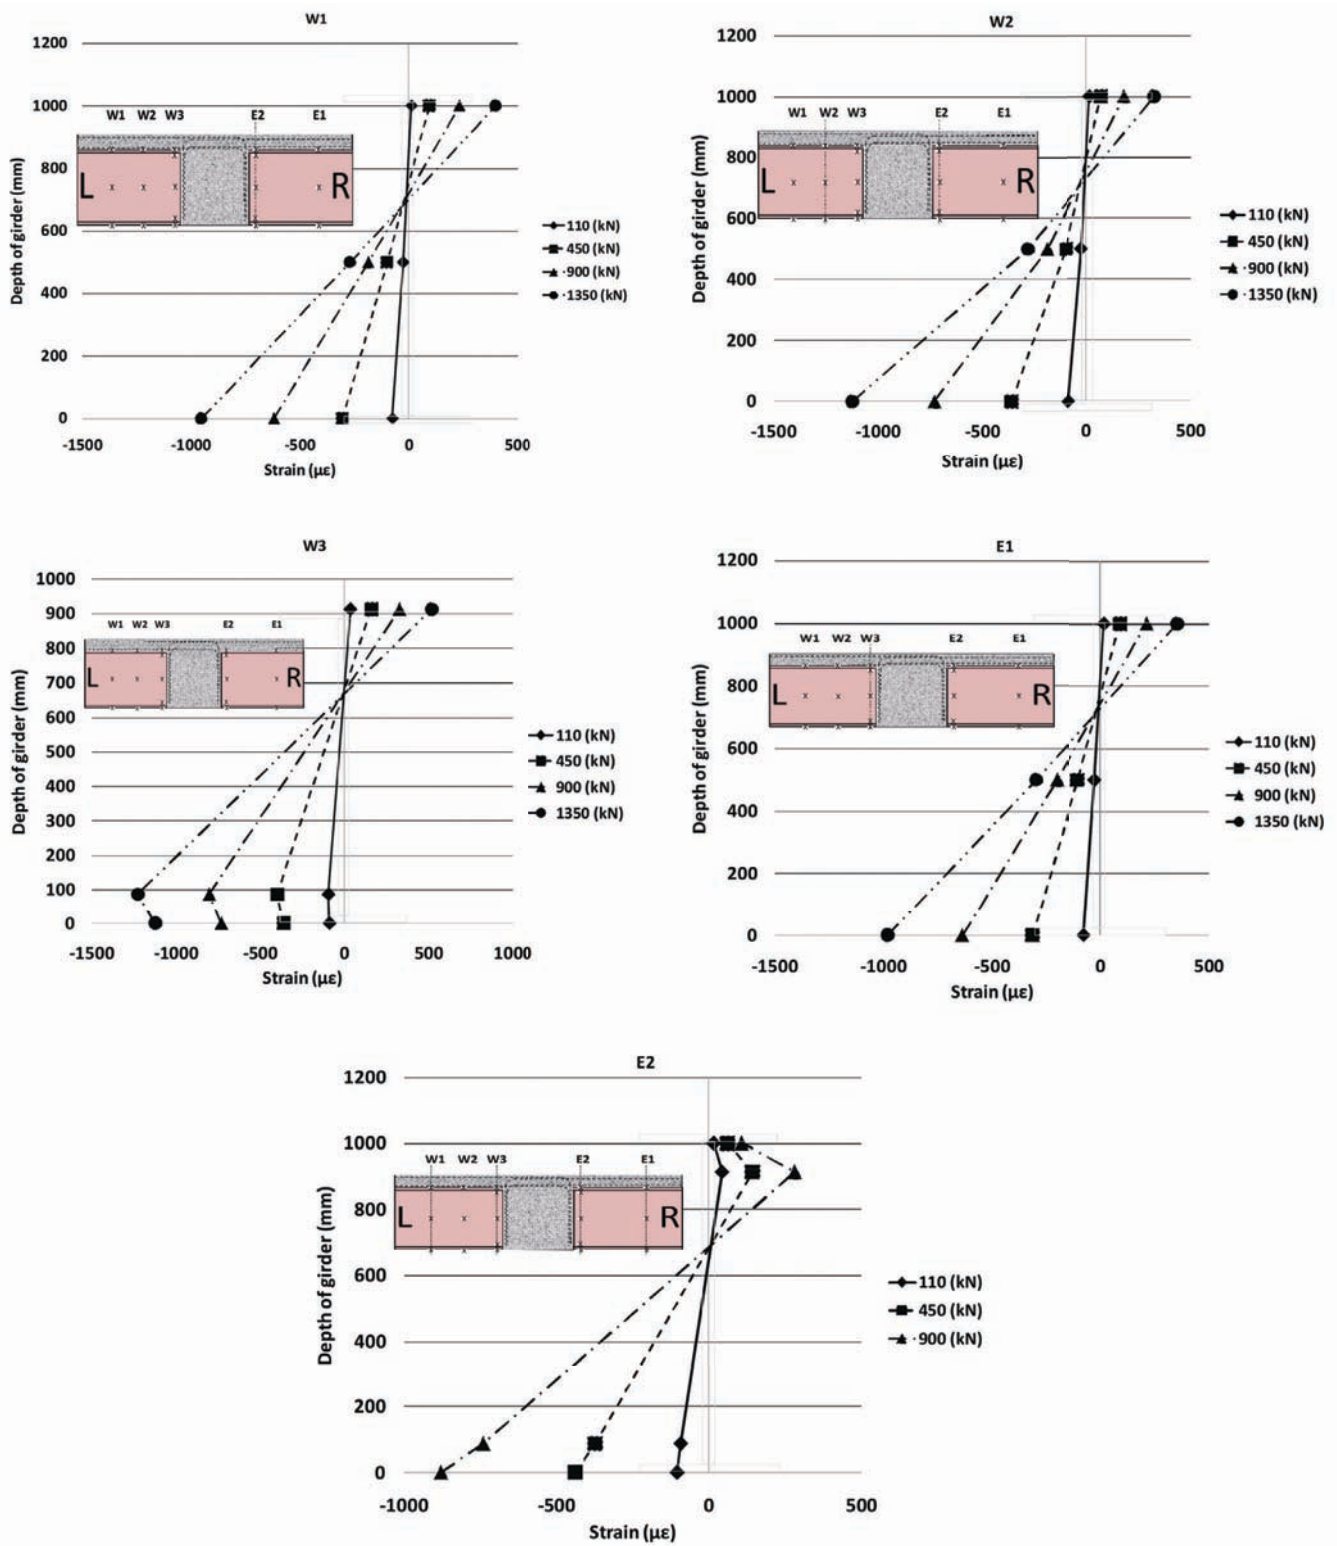 W1
1200
1000
800
600
400
200
0
-1500 -1000 -500 0 500
Depth of girder (mm)
Strain (με)
W1 W2 W3 E2 E1
L R
110 (kN)
450 (kN)
900 (kN)
1350 (kN)
W2
1200
1000
800
600
400
200
0
-1500 -1000 -500 0 500
Depth of girder (mm)
Strain (με)
W1 W2 W3 E2 E1
L R
110 (kN)
450 (kN)
900 (kN)
1350 (kN)
W3
1000
900
800
700
600
500
400
300
200
100
0
-1500 -1000 -500 0 500 1000
Depth of girder (mm)
Strain (με)
W1 W2 W3 E2 E1
L R
110 (kN)
450 (kN)
900 (kN)
1350 (kN)
E1
1200
1000
800
600
400
200
0
-1500 -1000 -500 0 500
Depth of girder (mm)
Strain (με)
W1 W2 W3 E2 E1
L R
110 (kN)
450 (kN)
900 (kN)
1350 (kN)
E2
1200
1000
800
600
400
200
0
-1000 -500 0 500
Depth of girder (mm)
Strain (με)
W1 W2 W3 E2 E1
L R
110 (kN)
450 (kN)
900 (kN)